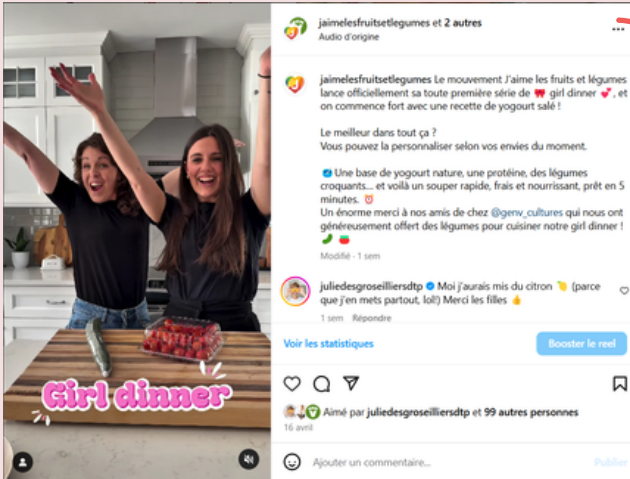 jaimelesfruitsetlegumes et 2 autres
Audio d'origine
jaimelesfruitsetlegumes Le mouvement J'aime les fruits et légumes
lance officiellement sa toute première série de 🎀 girl dinner 💕, et
on commence fort avec une recette de yogourt salé !
Le meilleur dans tout ça ?
Vous pouvez la personnaliser selon vos envies du moment.
Une base de yogourt nature, une protéine, des légumes
croquants... et voilà un souper rapide, frais et nourrissant, prêt en 5
minutes. ⏰
Un énorme merci à nos amis de chez @genv_cultures qui nous ont
généreusement offert des légumes pour cuisiner notre girl dinner !
🥒 🍅
Modifié · 1 sem
juliedesgroseilliersdtp Moi j'aurais mis du citron 🍋 (parce
que j'en mets partout, lol!) Merci les filles 👍
1 sem Répondre
Voir les statistiques
Booster le reel
Girl dinner
Aimé par juliedesgroseilliersdtp et 99 autres personnes
16 avril
Ajouter un commentaire...
Publier